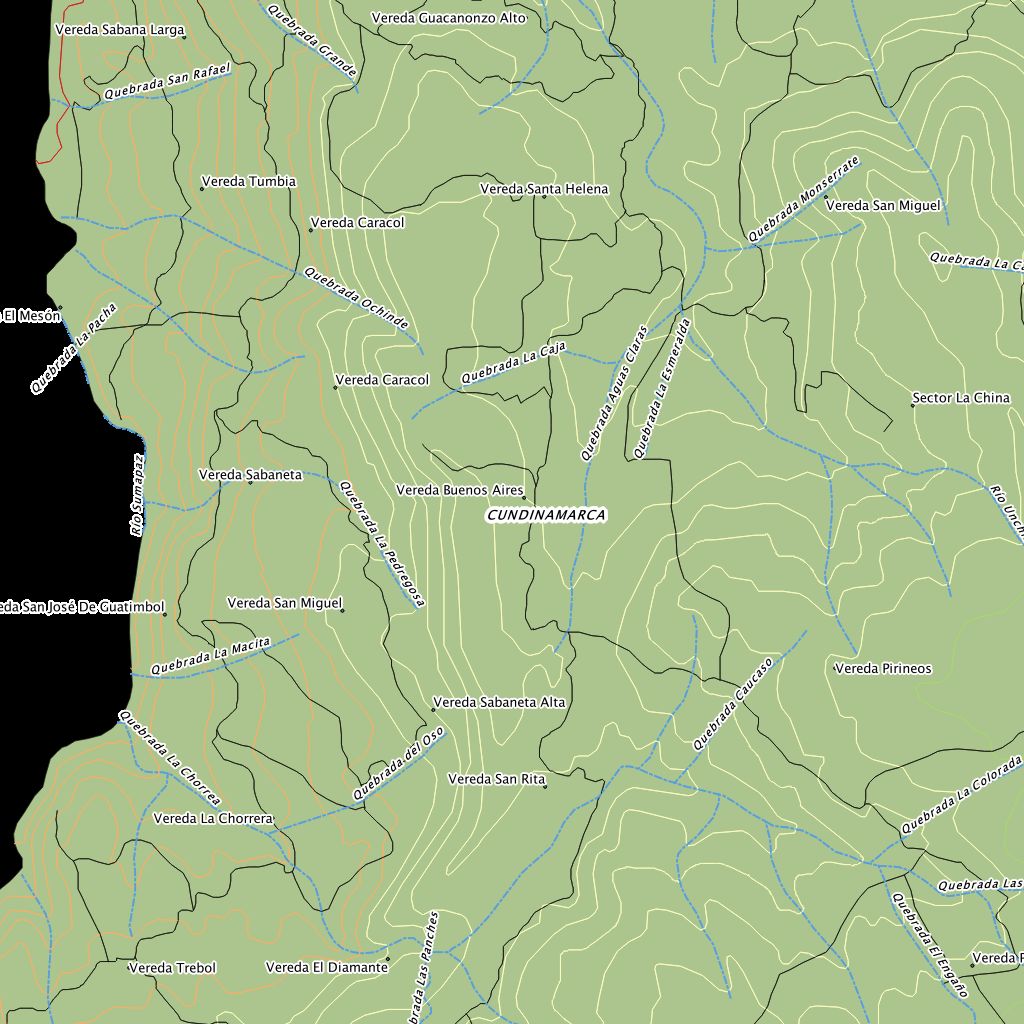 Vereda Guacanonzo Alto
Vereda Sabana Larga
Quebrada Grande
Quebrada San Rafael
Vereda Tumbia
Vereda Santa Helena
Quebrada Monserrate
Vereda San Miguel
Vereda Caracol
Quebrada La
Quebrada Ochinde
El Mesón
Quebrada La Pacha
Quebrada La Caja
Quebrada Aguas Claras
Quebrada La Esmeralda
Vereda Caracol
Sector La China
Río Sumapaz
Vereda Sabaneta
Vereda Buenos Aires
CUNDINAMARCA
Quebrada La Pedregosa
Río
San José De Guatimbol
Vereda San Miguel
Quebrada La Macita
Vereda Pirineos
Quebrada Caucaso
Vereda Sabaneta Alta
Quebrada La Chorrea
Quebrada del Oso
Vereda San Rita
Quebrada La Colorada
Vereda La Chorrera
Quebrada Las
Quebrada El Engaño
Las Panches
Vereda Trebol
Vereda El Diamante
Vereda